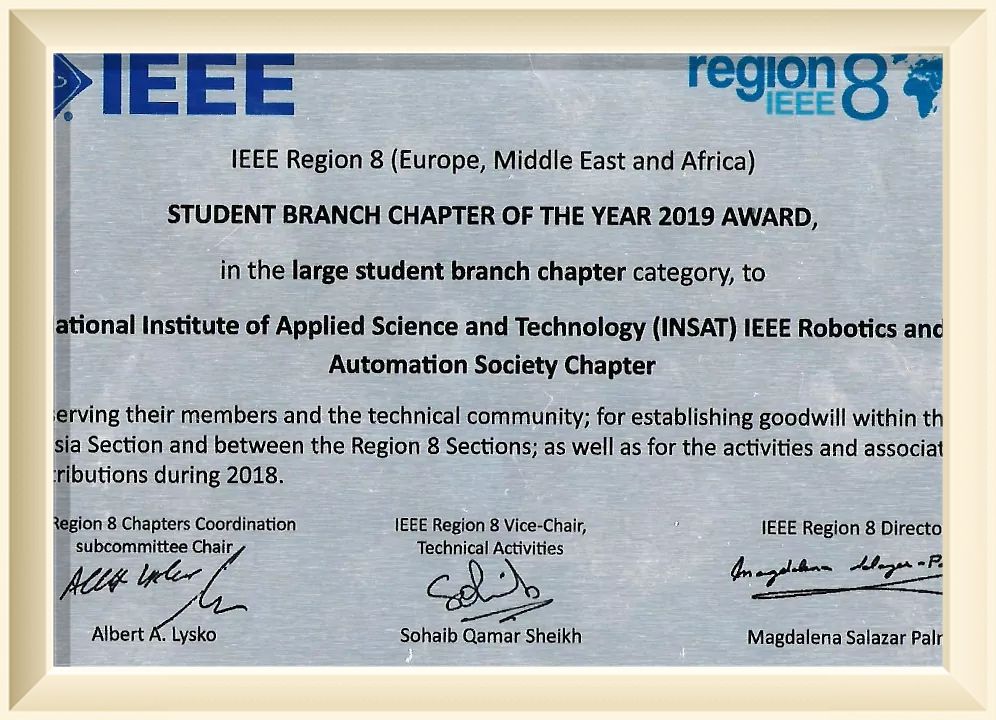 IEEE
region 8
IEEE
IEEE Region 8 (Europe, Middle East and Africa)
STUDENT BRANCH CHAPTER OF THE YEAR 2019 AWARD,
in the large student branch chapter category, to
ational Institute of Applied Science and Technology (INSAT) IEEE Robotics and
Automation Society Chapter
erving their members and the technical community; for establishing goodwill within th
sia Section and between the Region 8 Sections; as well as for the activities and associat
ributions during 2018.
Region 8 Chapters Coordination
subcommittee Chair
Albert A. Lysko
IEEE Region 8 Vice-Chair,
Technical Activities
Sohaib
Sohaib Qamar Sheikh
IEEE Region 8 Directo
Magdalena Salazar-Pa
Magdalena Salazar Palr